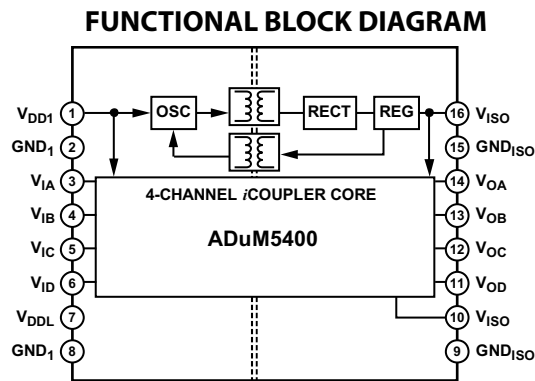 FUNCTIONAL BLOCK DIAGRAM
VDD1 1 OSC RECT REG 16 VISO
GND1 2 15 GNDISO
VIA 3 4-CHANNEL iCOUPLER CORE 14 VOA
VIB 4 ADuM5400 13 VOB
VIC 5 12 VOC
VID 6 11 VOD
VDDL 7 10 VISO
GND1 8 9 GNDISO